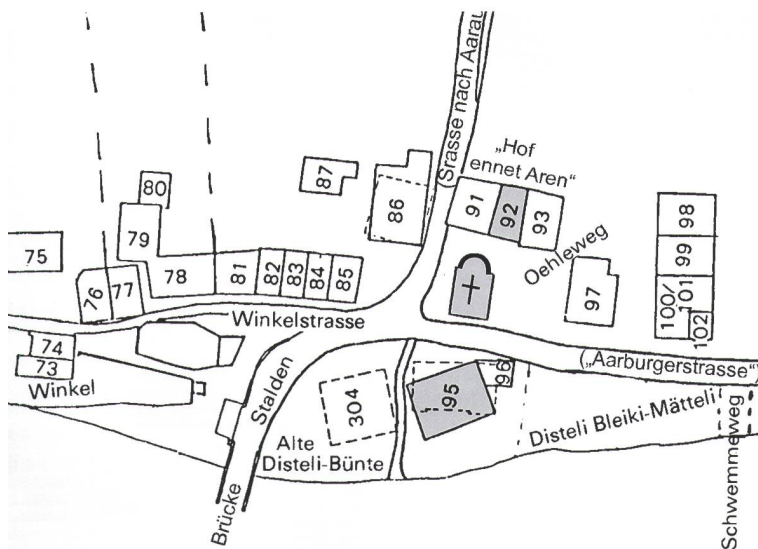 (Srasse nach Aarau
„Hof
ennet Aren"
80
87
86
91
92
93
98
79
Oehleweg
75
99
78
81
82
83
84
85
76
77
97
100/
101
102
Winkelstrasse
74
73
Winkel
(„Aarburgerstrasse")
Stalden
304
95
96
Alte
Disteli-Bünte
Disteli Bleiki-Mätteli
Brücke
Schwemmeweg